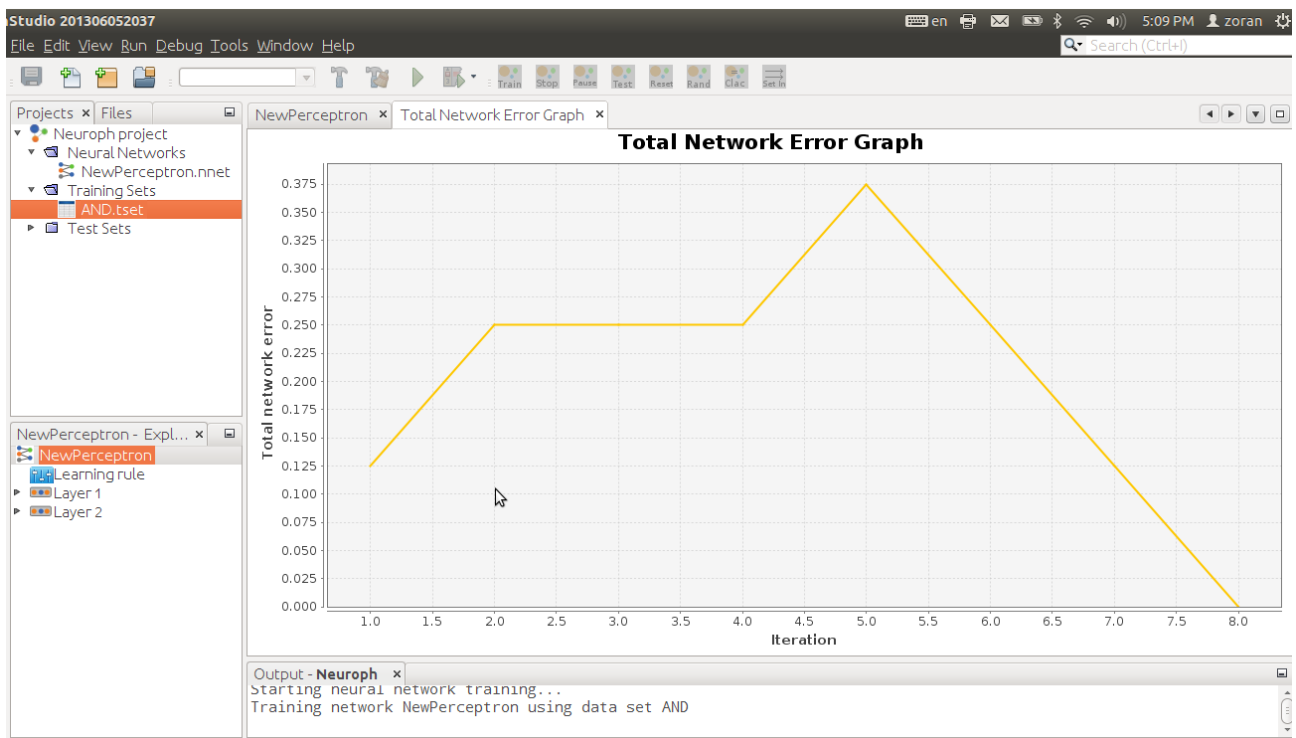 Studio 201306052037
en 5:09 PM zoran
File Edit View Run Debug Tools Window Help
Search (Ctrl+I)
Train Stop Pause Test Reset Rand Clac Set In
Projects Files
Neuroph project
Neural Networks
NewPerceptron.nnet
Training Sets
AND.tset
Test Sets
NewPerceptron - Expl...
NewPerceptron
Learning rule
Layer 1
Layer 2
NewPerceptron Total Network Error Graph
Total Network Error Graph
Total network error
0.375
0.350
0.325
0.300
0.275
0.250
0.225
0.200
0.175
0.150
0.125
0.100
0.075
0.050
0.025
0.000
1.0 1.5 2.0 2.5 3.0 3.5 4.0 4.5 5.0 5.5 6.0 6.5 7.0 7.5 8.0
Iteration
Output - Neuroph
Starting neural network training...
Training network NewPerceptron using data set AND